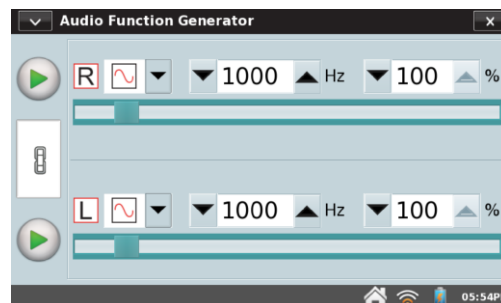 Audio Function Generator x
R 1000 Hz 100 %
L 1000 Hz 100 %
05:54P